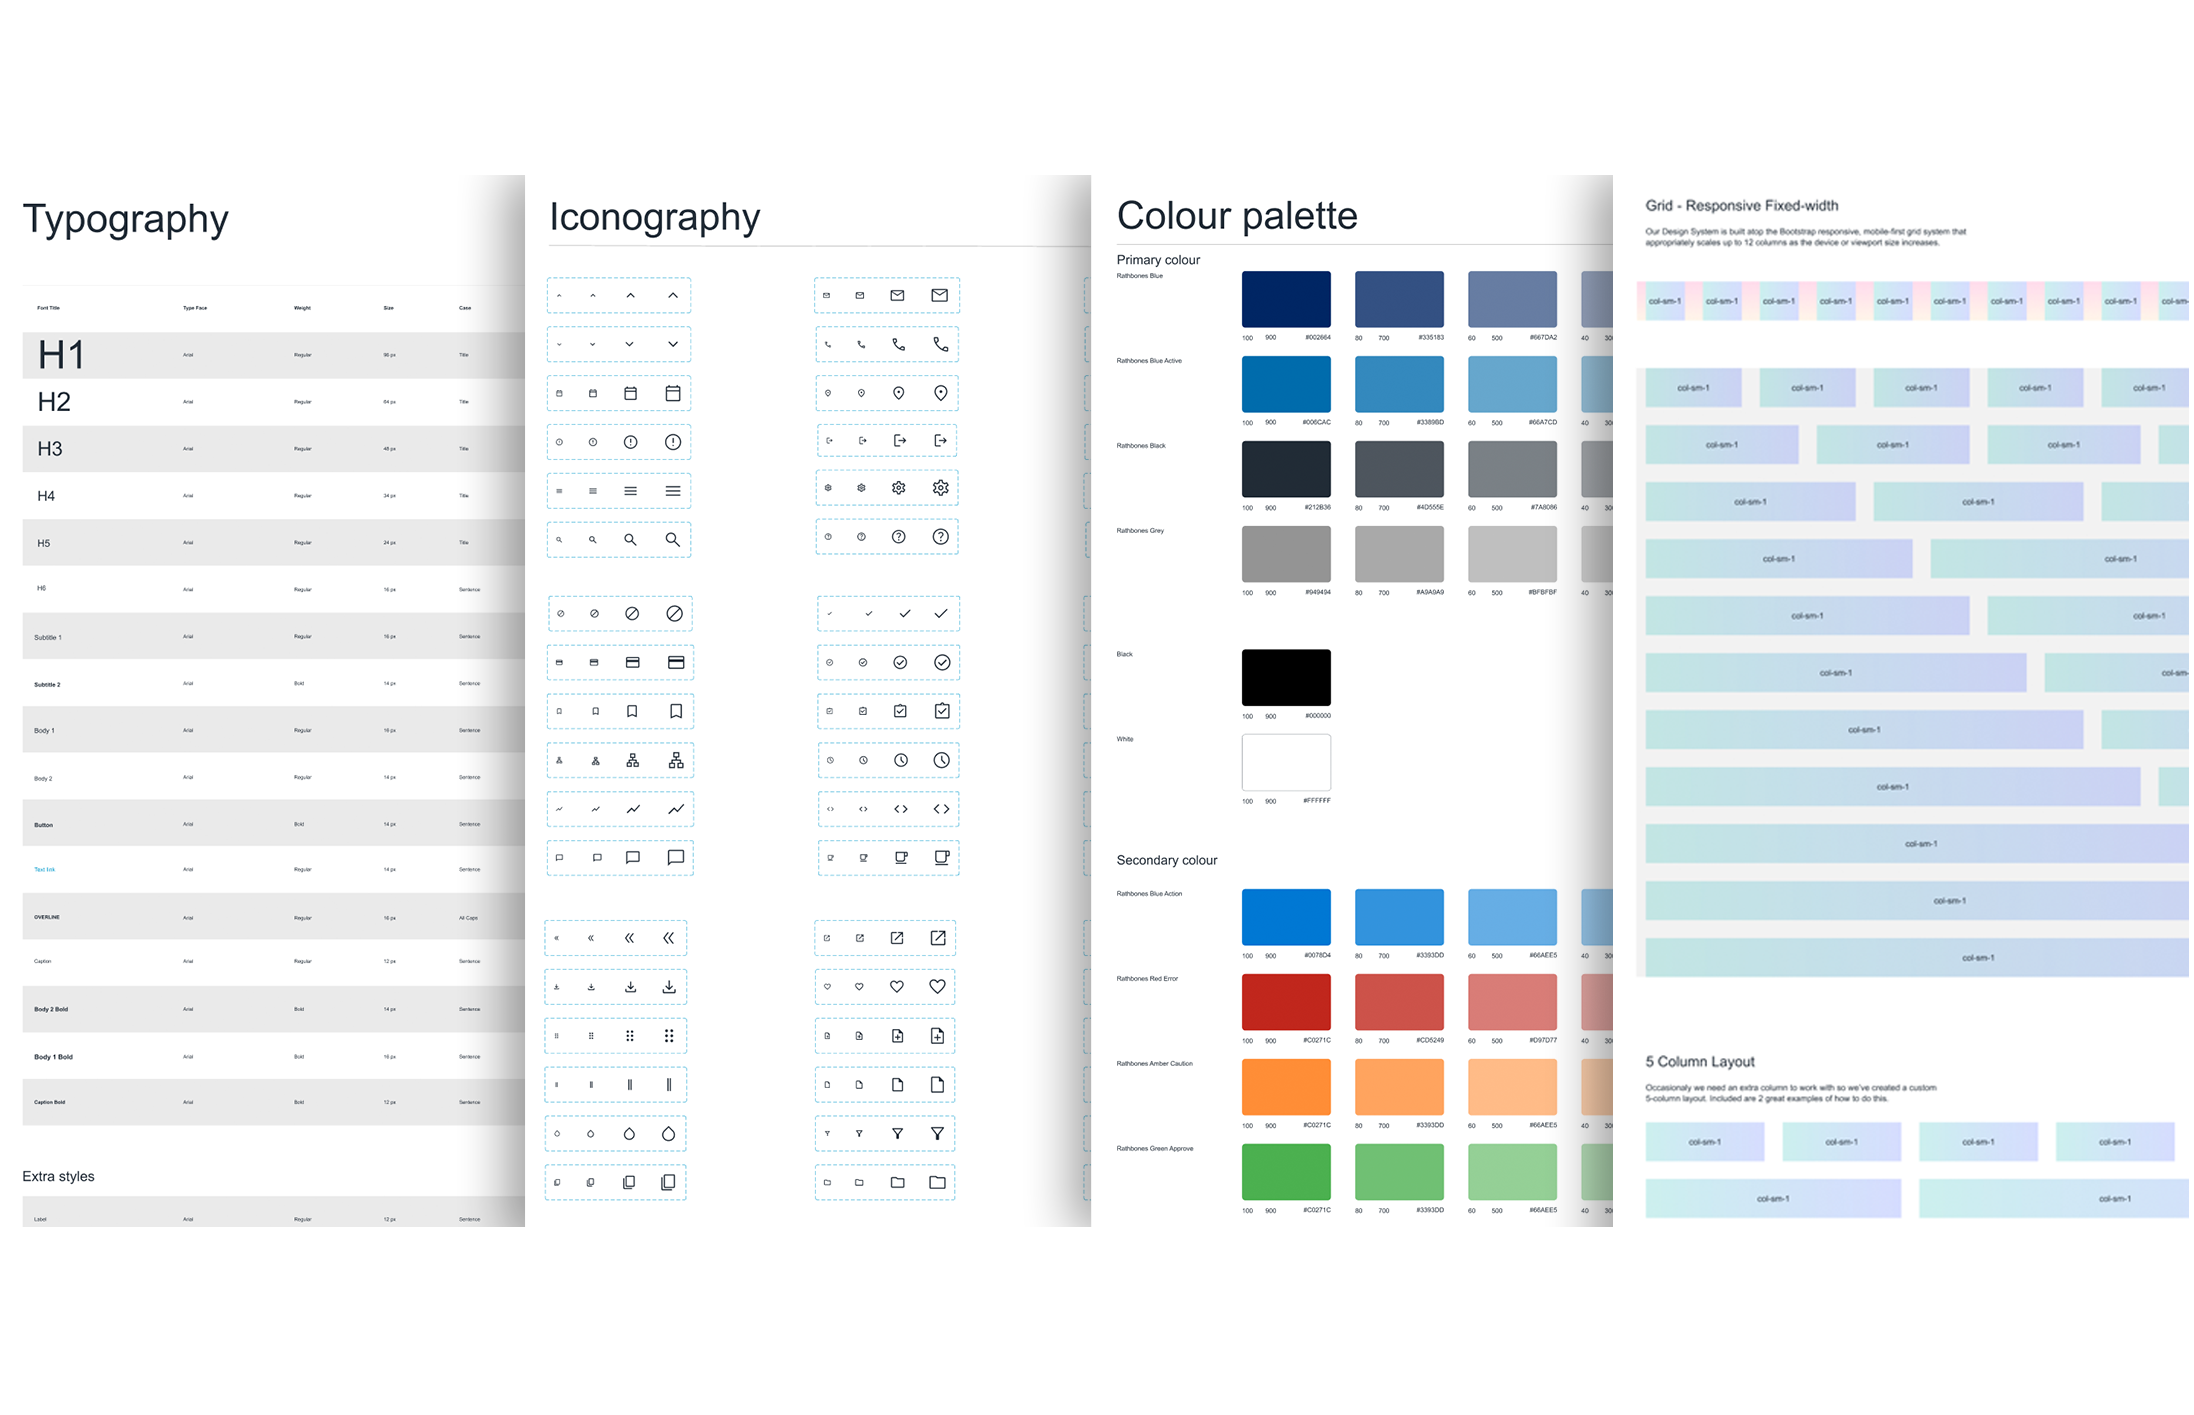 Typography
Font Title Type Face Weight Size Case
H1 Arial Regular 96 px Title
H2 Arial Regular 64 px Title
H3 Arial Regular 48 px Title
H4 Arial Regular 34 px Title
H5 Arial Regular 24 px Title
H6 Arial Regular 16 px Sentence
Subtitle 1 Arial Regular 16 px Sentence
Subtitle 2 Arial Bold 14 px Sentence
Body 1 Arial Regular 16 px Sentence
Body 2 Arial Regular 14 px Sentence
Button Arial Bold 14 px Sentence
Text link Arial Regular 14 px Sentence
OVERLINE Arial Regular 16 px All Caps
Caption Arial Regular 12 px Sentence
Body 2 Bold Arial Bold 14 px Sentence
Body 1 Bold Arial Bold 16 px Sentence
Caption Bold Arial Bold 12 px Sentence
Extra styles
Label Arial Regular 12 px Sentence
Iconography
Colour palette
Primary colour
Rathbones Blue
100 900 #002664 80 700 #335183 60 500 #667DA2 40 30
Rathbones Blue Active
100 900 #006CAC 80 700 #3389BD 60 500 #66A7CD 40 30
Rathbones Black
100 900 #212B36 80 700 #4D555E 60 500 #7A8086 40 30
Rathbones Grey
100 900 #949494 80 700 #A9A9A9 60 500 #BFBFBF 40 30
Black
100 900 #000000
White
100 900 #FFFFFF
Secondary colour
Rathbones Blue Action
100 900 #0078D4 80 700 #3393DD 60 500 #66AEE5 40 30
Rathbones Red Error
100 900 #C0271C 80 700 #CD5249 60 500 #D97D77 40 30
Rathbones Amber Caution
100 900 #C0271C 80 700 #3393DD 60 500 #66AEE5 40 30
Rathbones Green Approve
100 900 #C0271C 80 700 #3393DD 60 500 #66AEE5 40 30
Grid - Responsive Fixed-width
Our Design System is built atop the Bootstrap responsive, mobile-first grid system that
appropriately scales up to 12 columns as the device or viewport size increases.
col-sm-1 col-sm-1 col-sm-1 col-sm-1 col-sm-1 col-sm-1 col-sm-1 col-sm-1 col-sm-1 col-sm-
col-sm-1 col-sm-1 col-sm-1 col-sm-1 col-sm-1
col-sm-1 col-sm-1 col-sm-1
col-sm-1 col-sm-1
col-sm-1 col-sm-1
col-sm-1 col-sm-1
col-sm-1 col-sm-
col-sm-1
col-sm-1
col-sm-1
col-sm-1
col-sm-1
5 Column Layout
Occasionaly we need an extra column to work with so we've created a custom
5-column layout. Included are 2 great examples of how to do this.
col-sm-1 col-sm-1 col-sm-1 col-sm-1
col-sm-1 col-sm-1